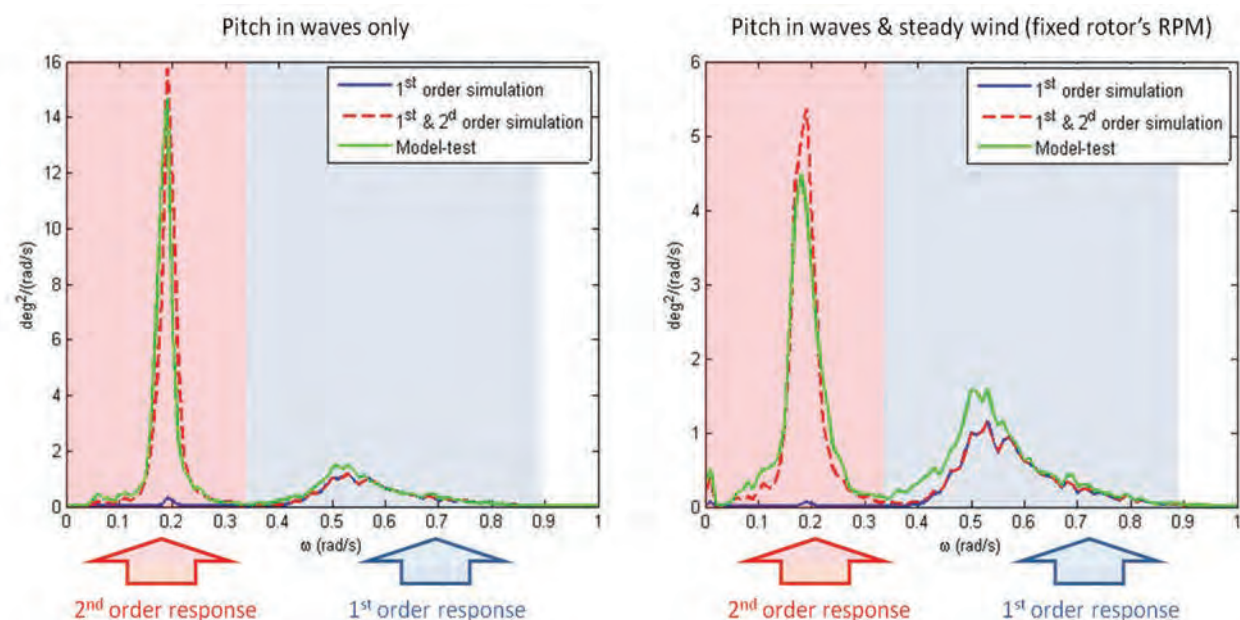 Pitch in waves only
16
14
12
10
8
6
4
2
0
deg²/(rad/s)
1st order simulation
1st & 2d order simulation
Model-test
0 0.1 0.2 0.3 0.4 0.5 0.6 0.7 0.8 0.9 1
ω (rad/s)
2nd order response
1st order response
Pitch in waves & steady wind (fixed rotor's RPM)
6
5
4
3
2
1
0
deg²/(rad/s)
1st order simulation
1st & 2d order simulation
Model-test
0 0.1 0.2 0.3 0.4 0.5 0.6 0.7 0.8 0.9 1
ω (rad/s)
2nd order response
1st order response